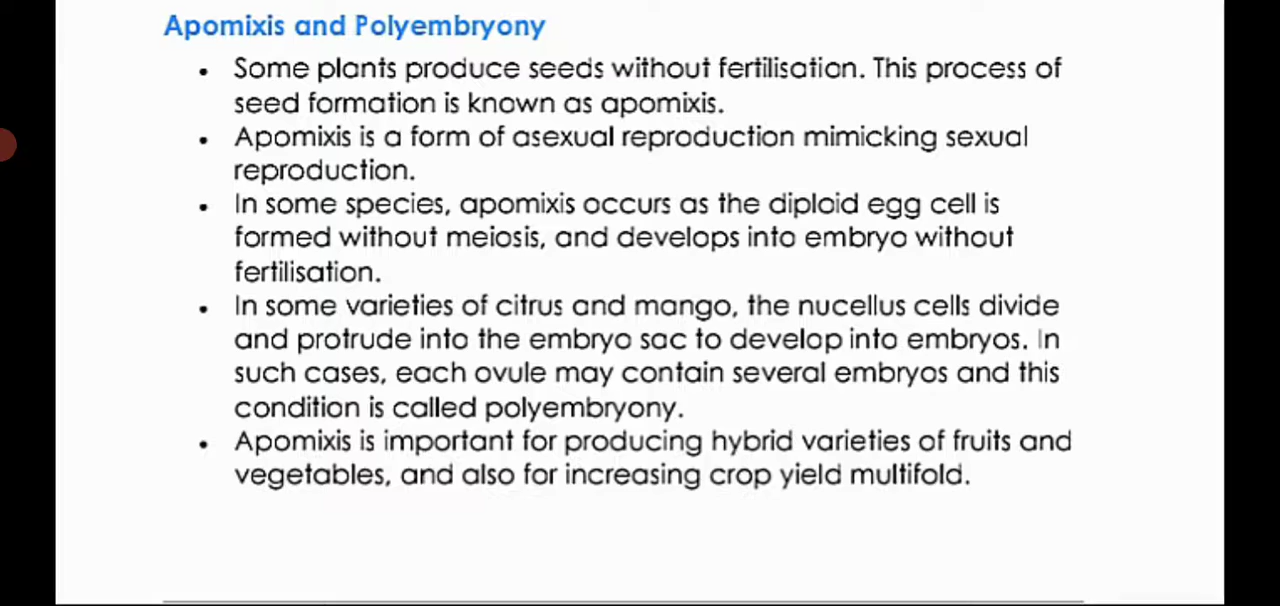 Apomixis and Polyembryony
• Some plants produce seeds without fertilisation. This process of
seed formation is known as apomixis.
• Apomixis is a form of asexual reproduction mimicking sexual
reproduction.
• In some species, apomixis occurs as the diploid egg cell is
formed without meiosis, and develops into embryo without
fertilisation.
• In some varieties of citrus and mango, the nucellus cells divide
and protrude into the embryo sac to develop into embryos. In
such cases, each ovule may contain several embryos and this
condition is called polyembryony.
• Apomixis is important for producing hybrid varieties of fruits and
vegetables, and also for increasing crop yield multifold.